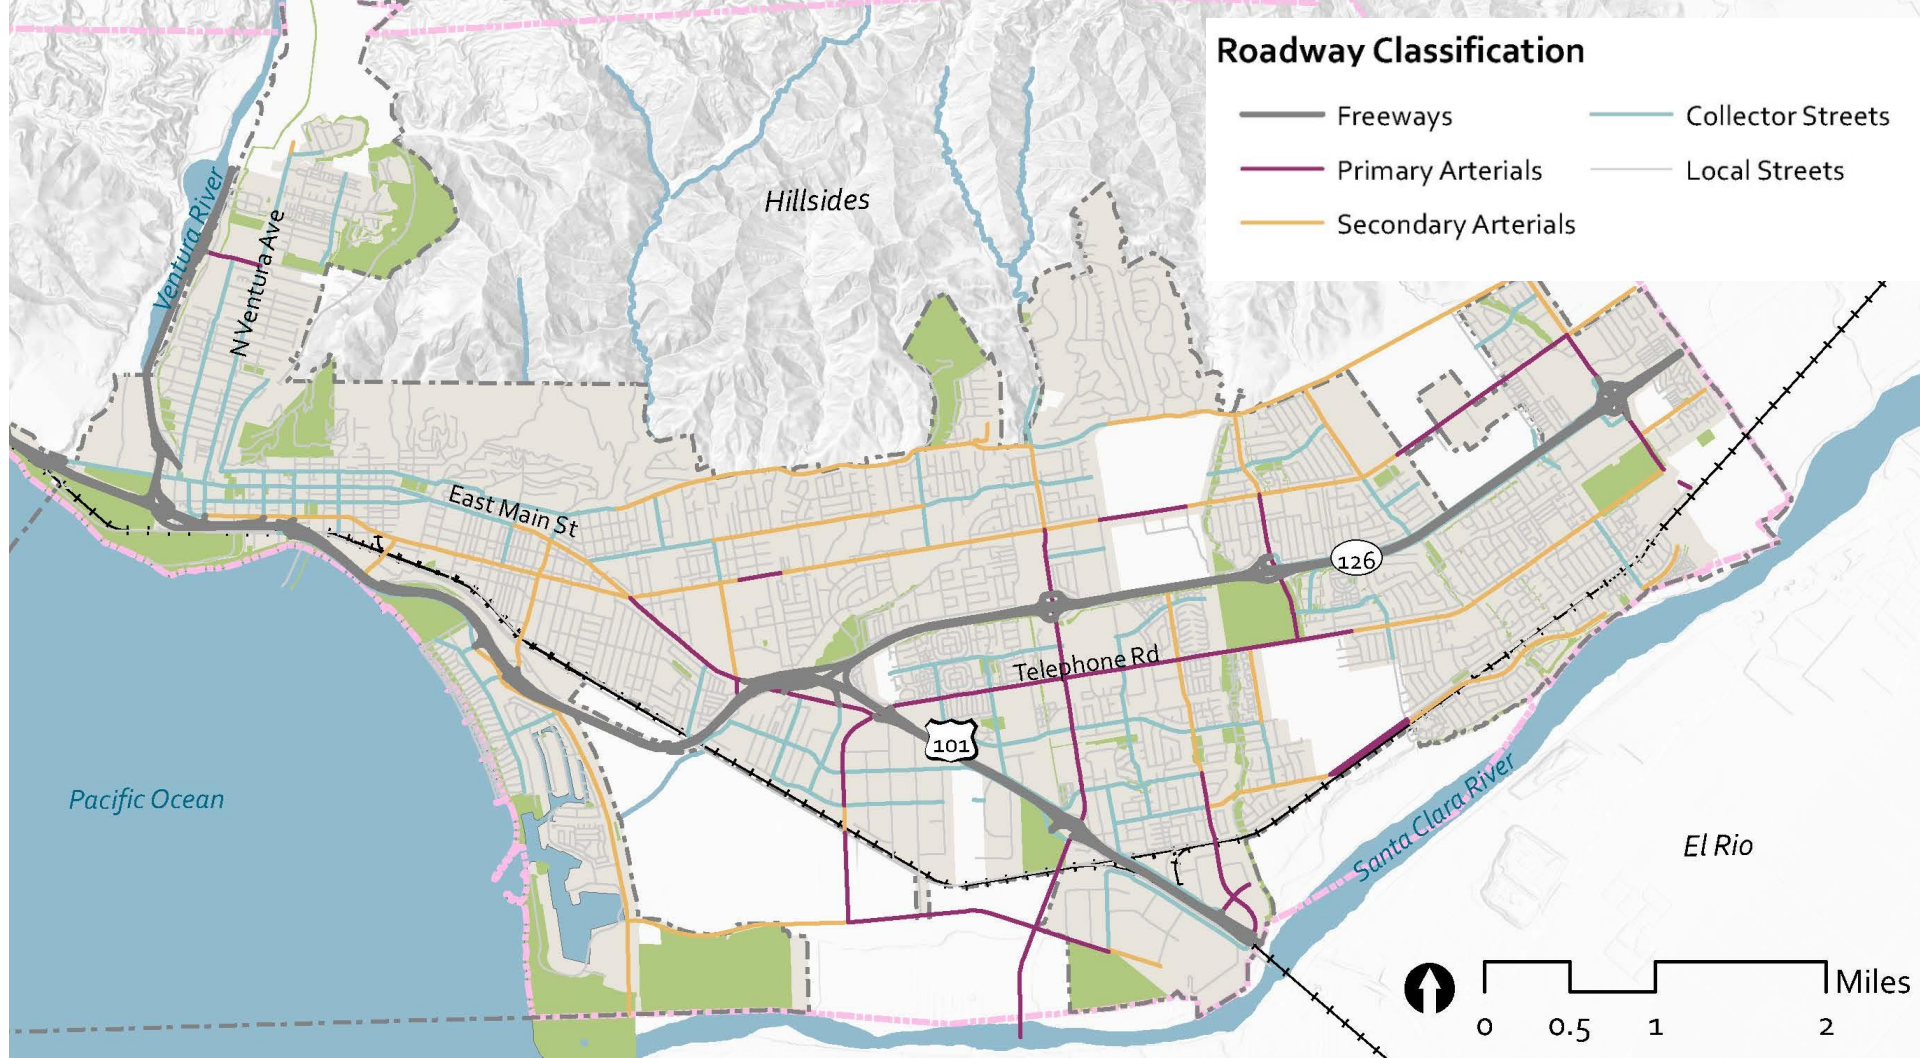 Roadway Classification
Freeways
Collector Streets
Primary Arterials
Local Streets
Secondary Arterials
Hillsides
Ventura River
N Ventura Ave
East Main St
126
Telephone Rd
101
Pacific Ocean
Santa Clara River
El Rio
Miles
0 0.5 1 2